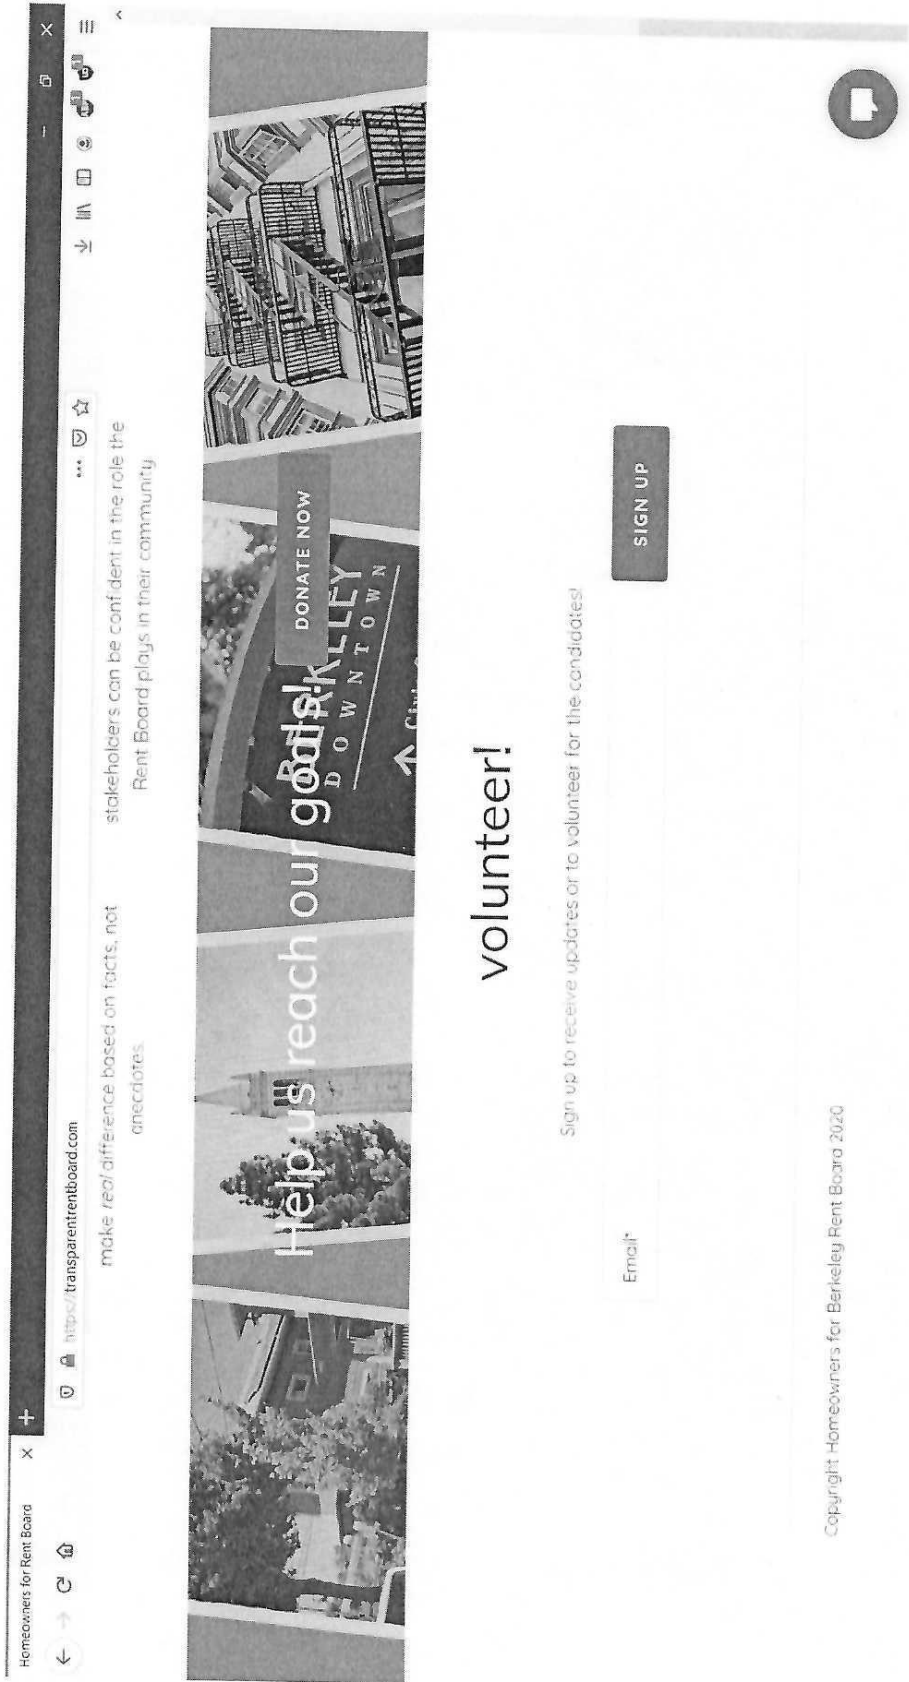 Homeowners for Rent Board
https://transparentrentboard.com
make real difference based on facts, not
anecdotes.
stakeholders can be confident in the role the
Rent Board plays in their community.
Help us reach our goals!
DONATE NOW
BERKELEY
DOWNTOWN
volunteer!
Sign up to receive updates or to volunteer for the candidates!
Email*
SIGN UP
Copyright Homeowners for Berkeley Rent Board 2020